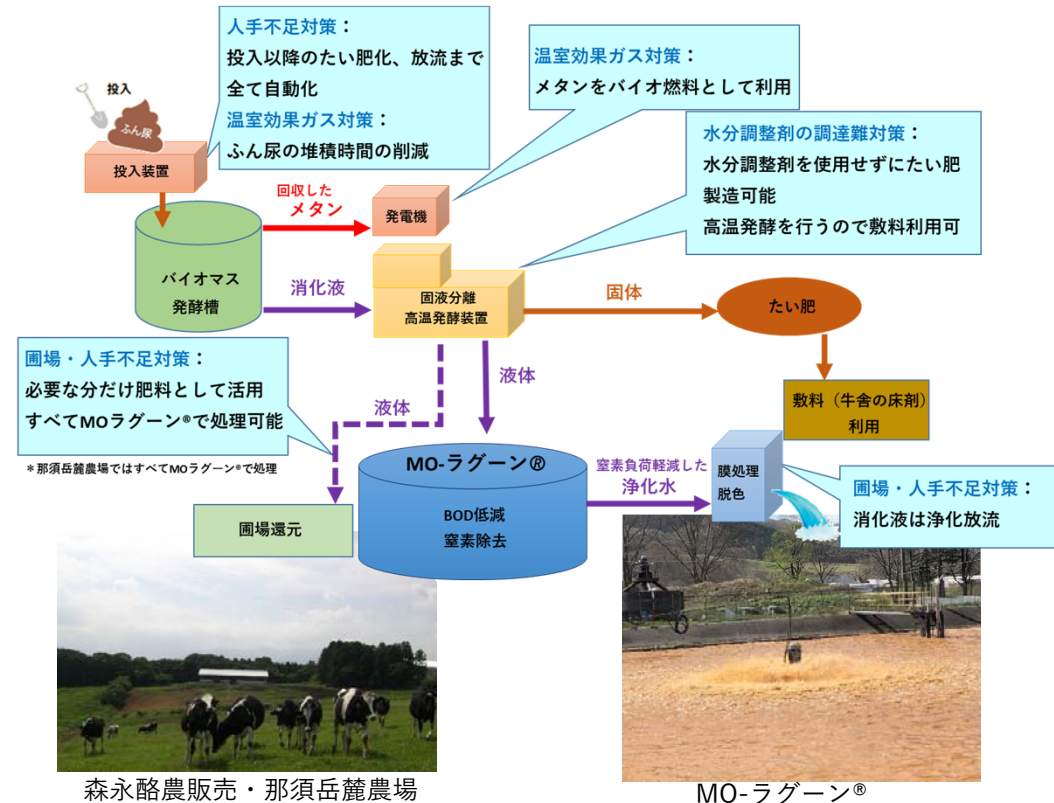 人手不足対策：
投入以降のたい肥化、放流まで
全て自動化
温室効果ガス対策：
ふん尿の堆積時間の削減
温室効果ガス対策：
メタンをバイオ燃料として利用
水分調整剤の調達難対策：
水分調整剤を使用せずにたい肥
製造可能
高温発酵を行うので敷料利用可
投入
ふん尿
投入装置
回収した
メタン
発電機
バイオマス
発酵槽
消化液
固液分離
高温発酵装置
固体
たい肥
圃場・人手不足対策：
必要な分だけ肥料として活用
すべてMOラグーン®で処理可能
＊那須岳麓農場ではすべてMOラグーン®で処理
液体
液体
敷料（牛舎の床剤）
利用
MO-ラグーン®
BOD低減
窒素除去
窒素負荷軽減した
浄化水
膜処理
脱色
圃場・人手不足対策：
消化液は浄化放流
圃場還元
森永酪農販売・那須岳麓農場
MO-ラグーン®